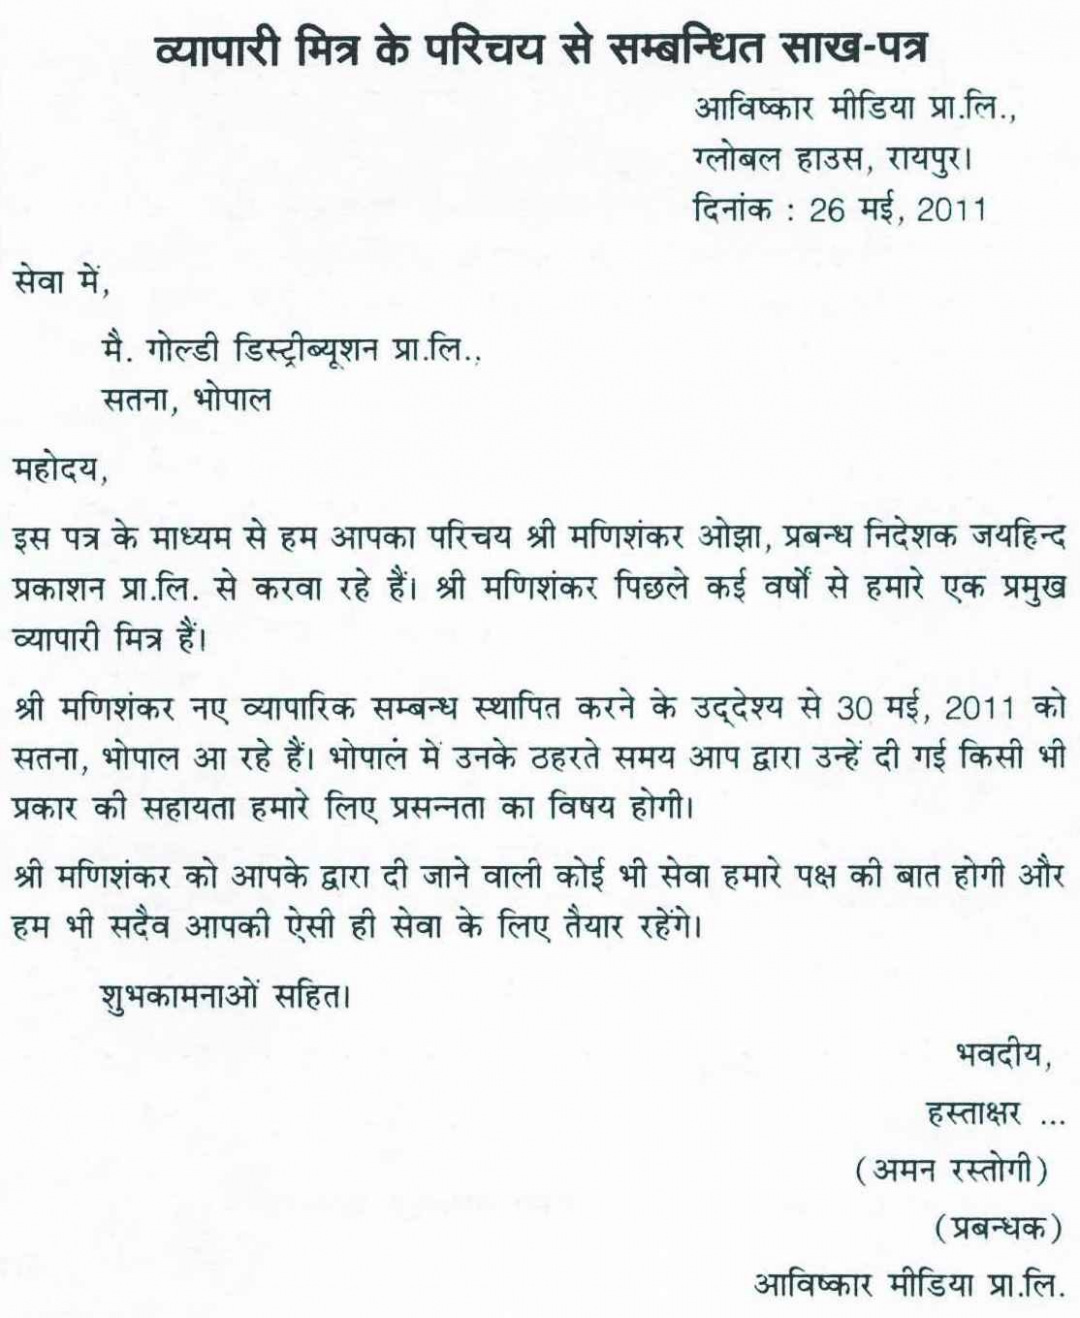 व्यापारी मित्र के परिचय से सम्बन्धित साख-पत्र
आविष्कार मीडिया प्रा.लि.,
ग्लोबल हाउस, रायपुर।
दिनांक : 26 मई, 2011
सेवा में,
मै. गोल्डी डिस्ट्रीब्यूशन प्रा.लि.,
सतना, भोपाल
महोदय,
इस पत्र के माध्यम से हम आपका परिचय श्री मणिशंकर ओझा, प्रबन्ध निदेशक जयहिन्द
प्रकाशन प्रा.लि. से करवा रहे हैं। श्री मणिशंकर पिछले कई वर्षों से हमारे एक प्रमुख
व्यापारी मित्र हैं।
श्री मणिशंकर नए व्यापारिक सम्बन्ध स्थापित करने के उद्‌देश्य से 30 मई, 2011 को
सतना, भोपाल आ रहे हैं। भोपालं में उनके ठहरते समय आप द्वारा उन्हें दी गई किसी भी
प्रकार की सहायता हमारे लिए प्रसन्नता का विषय होगी।
श्री मणिशंकर को आपके द्वारा दी जाने वाली कोई भी सेवा हमारे पक्ष की बात होगी और
हम भी सदैव आपकी ऐसी ही सेवा के लिए तैयार रहेंगे।
शुभकामनाओं सहित।
भवदीय,
हस्ताक्षर ...
(अमन रस्तोगी)
(प्रबन्धक)
आविष्कार मीडिया प्रा.लि.